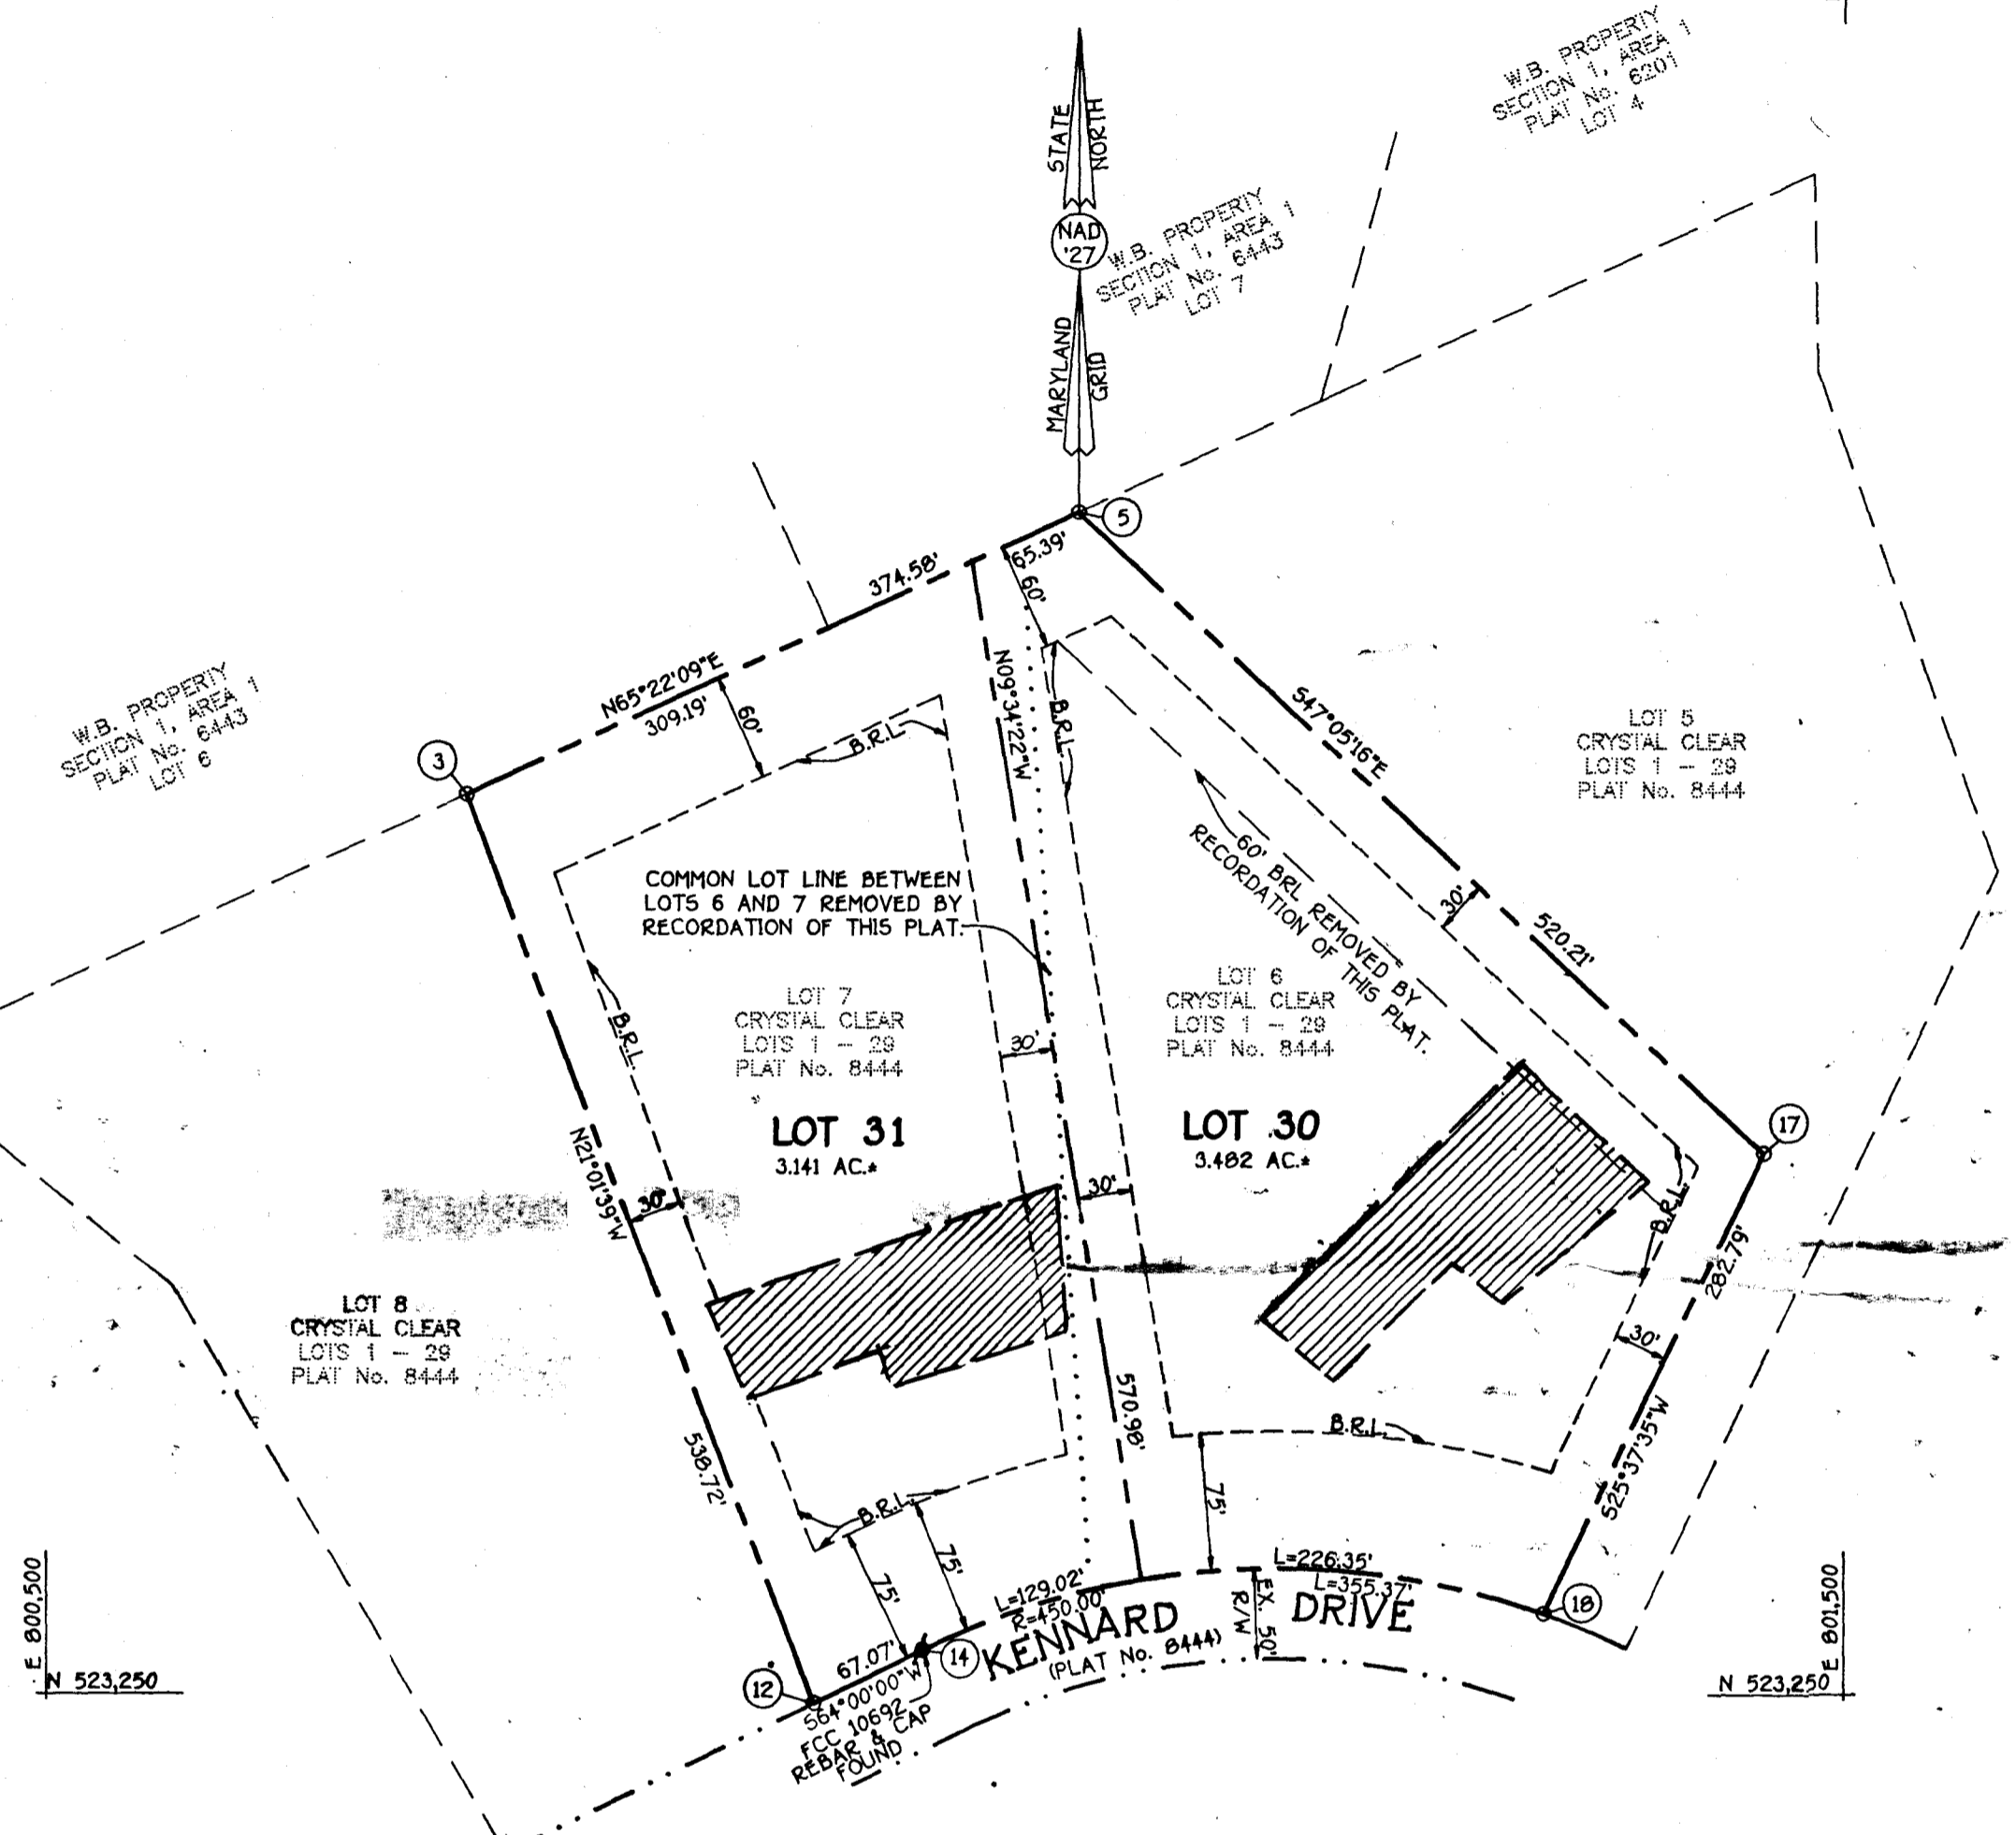 W.B. PROPERTY
SECTION 1, AREA 1
PLAT No. 6201
LOT 4
STATE
NORTH
NAD
'27
MARYLAND
GRID
W.B. PROPERTY
SECTION 1, AREA 1
PLAT No. 6443
LOT 7
5
65.39'
60'
374.58'
N65°22'09"E
309.19'
60'
B.R.L.
N09°34'22"W
B.R.L.
S47°05'16"E
520.21'
30'
W.B. PROPERTY
SECTION 1, AREA 1
PLAT No. 6443
LOT 6
3
LOT 5
CRYSTAL CLEAR
LOTS 1 - 29
PLAT No. 8444
60' BRL REMOVED BY
RECORDATION OF THIS PLAT.
COMMON LOT LINE BETWEEN
LOTS 6 AND 7 REMOVED BY
RECORDATION OF THIS PLAT.
LOT 7
CRYSTAL CLEAR
LOTS 1 - 29
PLAT No. 8444
LOT 6
CRYSTAL CLEAR
LOTS 1 - 29
PLAT No. 8444
B.R.L.
30'
LOT 31
3.141 AC.*
LOT 30
3.482 AC.*
17
N21°01'39"W
30'
30'
B.R.L.
282.79'
LOT 8
CRYSTAL CLEAR
LOTS 1 - 29
PLAT No. 8444
30'
S25°37'35"W
538.72'
570.98'
B.R.L.
75'
B.R.L.
75'
75'
L=129.02'
R=450.00'
L=226.35'
L=355.37'
KENNARD DRIVE
(PLAT No. 8444)
EX. 50'
R/W
18
14
12
67.07'
S64°00'00"W
FCC 10692
REBAR & CAP
FOUND
E 800,500
N 523,250
E 801,500
N 523,250